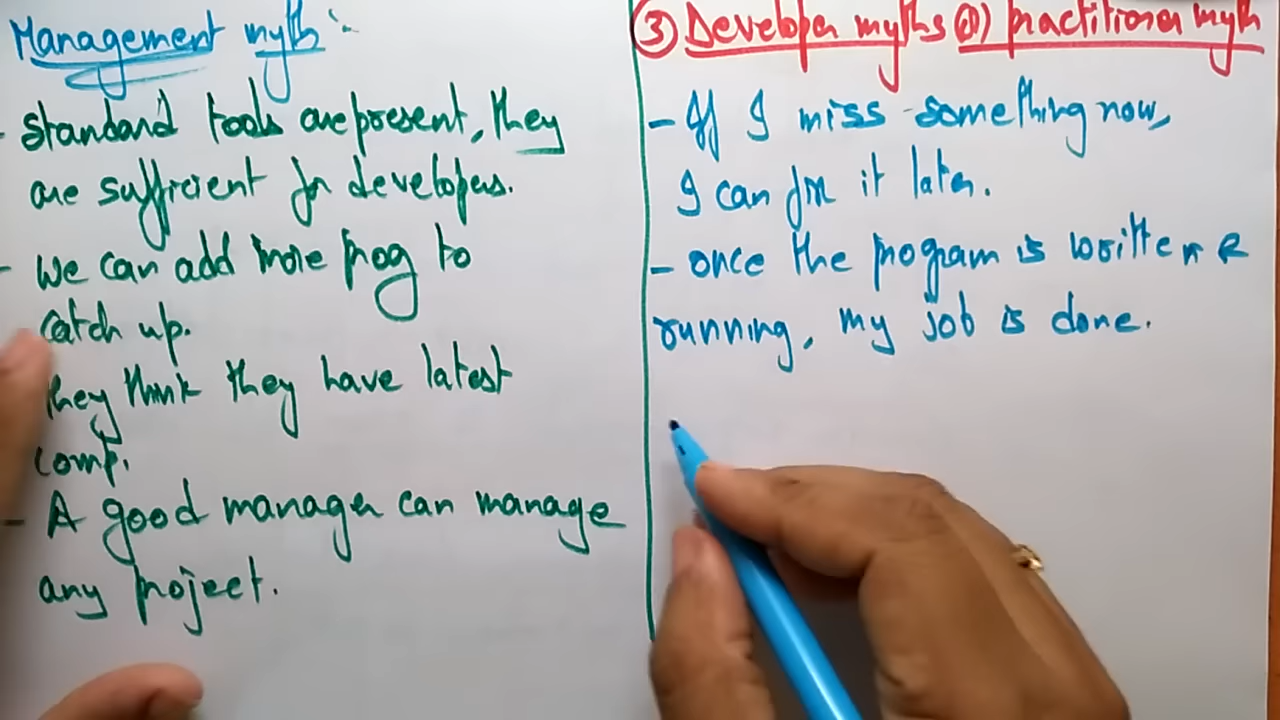 Management myth :-
- Standard tools are present, they
are sufficient for developers.
- We can add more prog to
catch up.
They think they have latest
comp.
- A good manager can manage
any project.
③ Developer myths (or) practitioner myth
- If I miss something now,
I can fix it later.
- once the program is written &
running, my job is done.